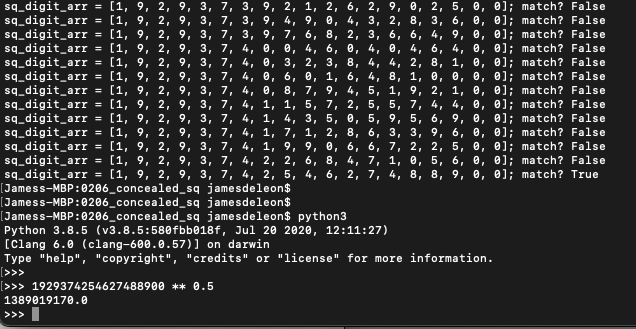 sq_digit_arr = [1, 9, 2, 9, 3, 7, 3, 9, 2, 1, 2, 6, 2, 9, 0, 2, 5, 0, 0]; match? False
sq_digit_arr = [1, 9, 2, 9, 3, 7, 3, 9, 4, 9, 0, 4, 3, 2, 8, 3, 6, 0, 0]; match? False
sq_digit_arr = [1, 9, 2, 9, 3, 7, 3, 9, 7, 6, 8, 2, 3, 6, 6, 4, 9, 0, 0]; match? False
sq_digit_arr = [1, 9, 2, 9, 3, 7, 4, 0, 0, 4, 6, 0, 4, 0, 4, 6, 4, 0, 0]; match? False
sq_digit_arr = [1, 9, 2, 9, 3, 7, 4, 0, 3, 2, 3, 8, 4, 4, 2, 8, 1, 0, 0]; match? False
sq_digit_arr = [1, 9, 2, 9, 3, 7, 4, 0, 6, 0, 1, 6, 4, 8, 1, 0, 0, 0, 0]; match? False
sq_digit_arr = [1, 9, 2, 9, 3, 7, 4, 0, 8, 7, 9, 4, 5, 1, 9, 2, 1, 0, 0]; match? False
sq_digit_arr = [1, 9, 2, 9, 3, 7, 4, 1, 1, 5, 7, 2, 5, 5, 7, 4, 4, 0, 0]; match? False
sq_digit_arr = [1, 9, 2, 9, 3, 7, 4, 1, 4, 3, 5, 0, 5, 9, 5, 6, 9, 0, 0]; match? False
sq_digit_arr = [1, 9, 2, 9, 3, 7, 4, 1, 7, 1, 2, 8, 6, 3, 3, 9, 6, 0, 0]; match? False
sq_digit_arr = [1, 9, 2, 9, 3, 7, 4, 1, 9, 9, 0, 6, 6, 7, 2, 2, 5, 0, 0]; match? False
sq_digit_arr = [1, 9, 2, 9, 3, 7, 4, 2, 2, 6, 8, 4, 7, 1, 0, 5, 6, 0, 0]; match? False
sq_digit_arr = [1, 9, 2, 9, 3, 7, 4, 2, 5, 4, 6, 2, 7, 4, 8, 8, 9, 0, 0]; match? True
[Jamess-MBP:0206_concealed_sq jamesdeleon$
[Jamess-MBP:0206_concealed_sq jamesdeleon$
[Jamess-MBP:0206_concealed_sq jamesdeleon$ python3
Python 3.8.5 (v3.8.5:580fbb018f, Jul 20 2020, 12:11:27)
[Clang 6.0 (clang-600.0.57)] on darwin
Type "help", "copyright", "credits" or "license" for more information.
[>>>
[>>> 1929374254627488900 ** 0.5
1389019170.0
>>>